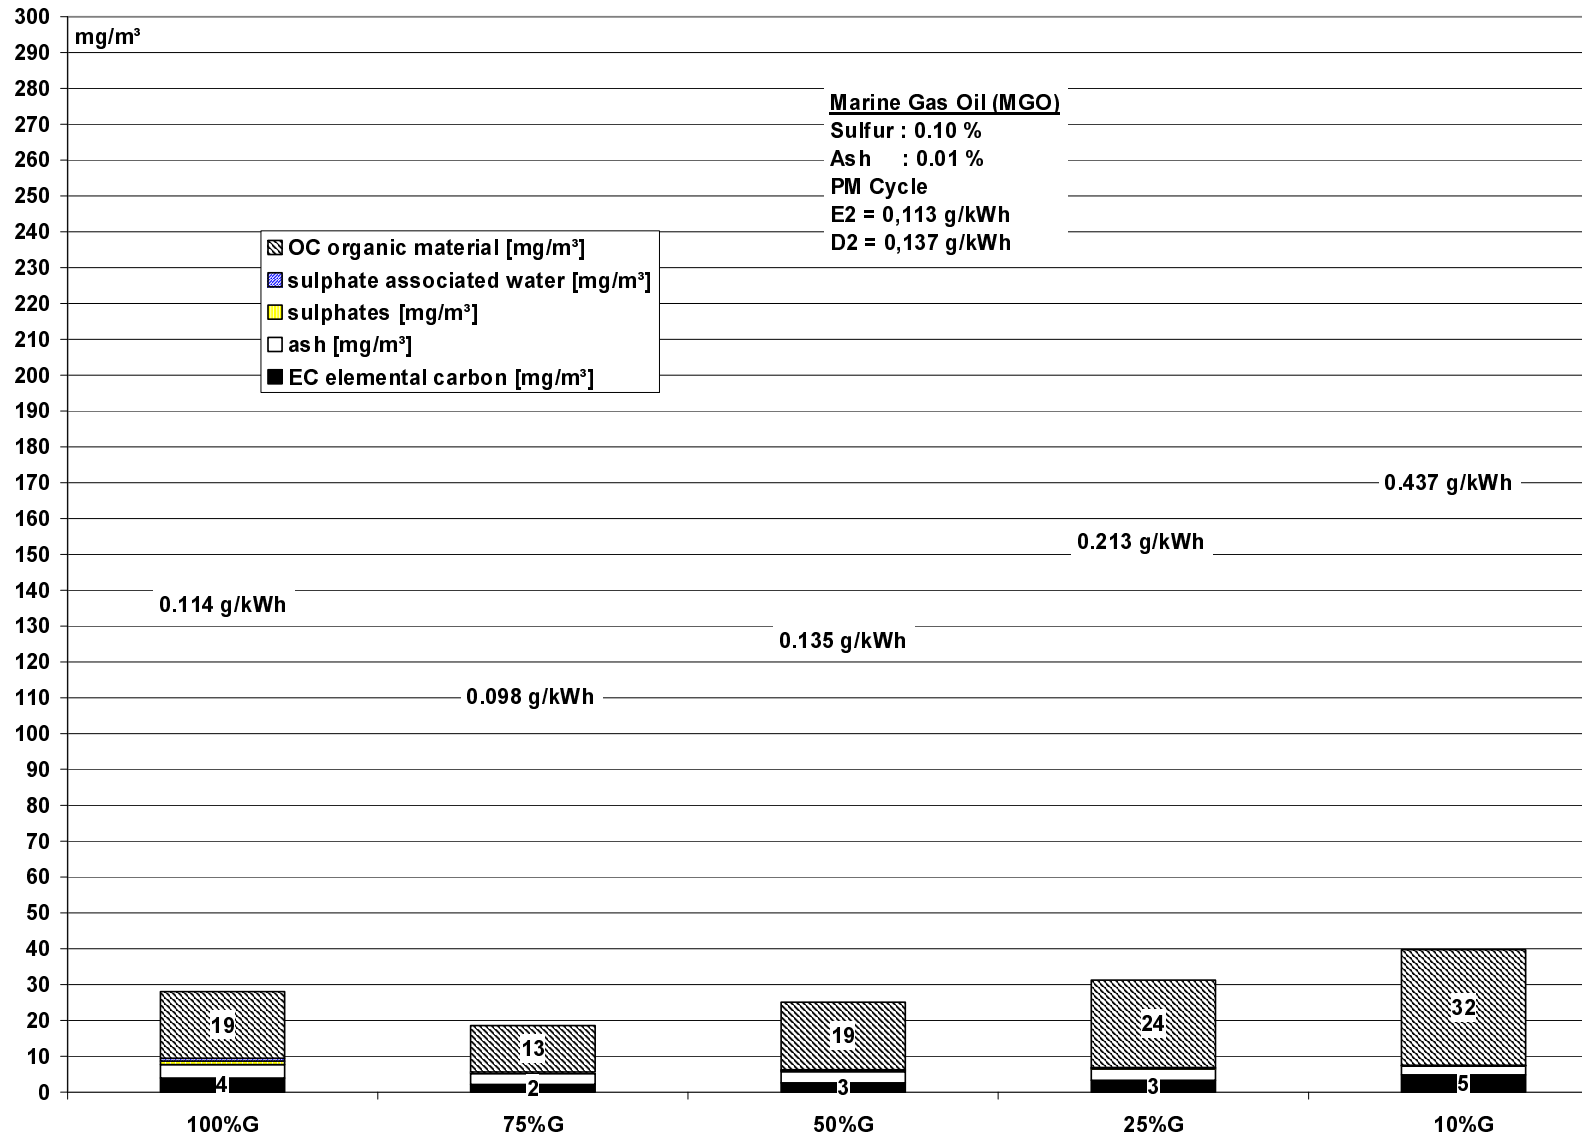 300
mg/m³
290
280
Marine Gas Oil (MGO)
270
Sulfur : 0.10 %
260
Ash : 0.01 %
PM Cycle
250
E2 = 0,113 g/kWh
240
D2 = 0,137 g/kWh
OC organic material [mg/m³]
230
sulphate associated water [mg/m³]
220
sulphates [mg/m³]
210
ash [mg/m³]
200
EC elemental carbon [mg/m³]
190
180
170
0.437 g/kWh
160
0.213 g/kWh
150
140
0.114 g/kWh
130
0.135 g/kWh
120
110
0.098 g/kWh
100
90
80
70
60
50
40
30
20
10
0
19
13
19
24
32
4
2
3
3
5
100%G
75%G
50%G
25%G
10%G